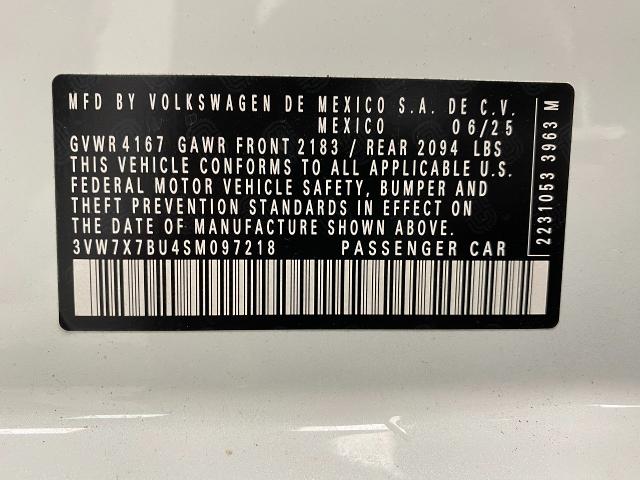 MFD BY VOLKSWAGEN DE MEXICO S.A. DE C.V.
MEXICO 06/25
GVWR 4167 GAWR FRONT 2183 / REAR 2094 LBS
THIS VEHICLE CONFORMS TO ALL APPLICABLE U.S.
FEDERAL MOTOR VEHICLE SAFETY, BUMPER AND
THEFT PREVENTION STANDARDS IN EFFECT ON
THE DATE OF MANUFACTURE SHOWN ABOVE.
3VW7X7BU4SM097218 PASSENGER CAR
2231053 3963 M